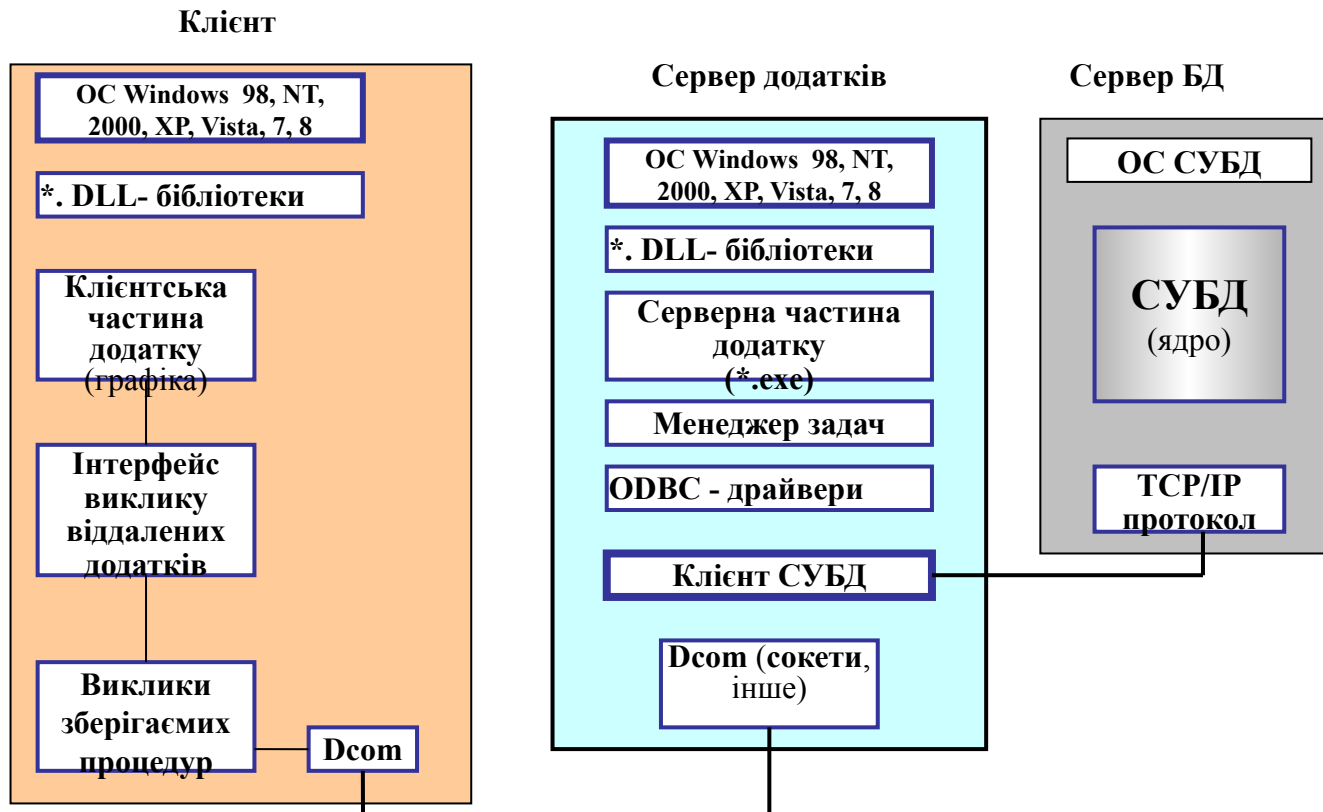 Клієнт
ОС Windows 98, NT,
2000, XP, Vista, 7, 8
*. DLL- бібліотеки
Клієнтська
частина
додатку
(графіка)
Інтерфейс
виклику
віддалених
додатків
Виклики
зберігаємих
процедур
Dcom
Сервер додатків
ОС Windows 98, NT,
2000, XP, Vista, 7, 8
*. DLL- бібліотеки
Серверна частина
додатку
(*.exe)
Менеджер задач
ODBC - драйвери
Клієнт СУБД
Dcom (сокети,
інше)
Сервер БД
ОС СУБД
СУБД
(ядро)
TCP/IP
протокол